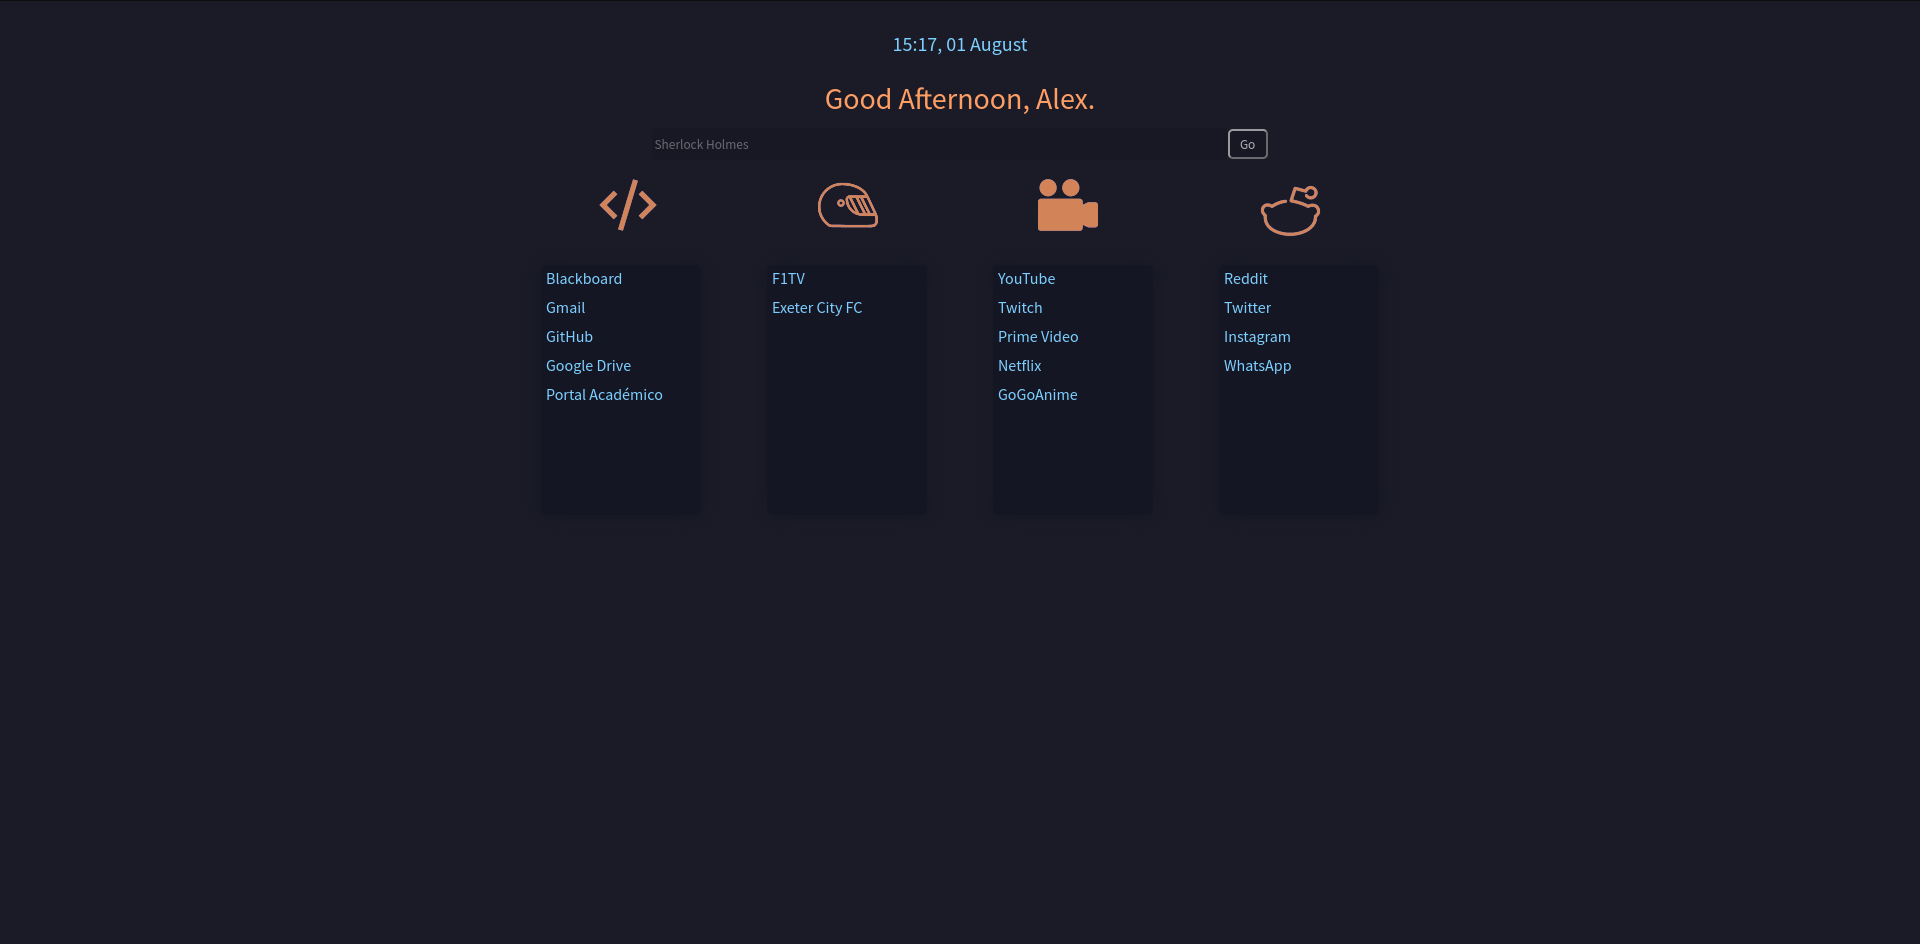 15:17, 01 August
Good Afternoon, Alex.
Sherlock Holmes
Go
Blackboard
Gmail
GitHub
Google Drive
Portal Académico
F1TV
Exeter City FC
YouTube
Twitch
Prime Video
Netflix
GoGoAnime
Reddit
Twitter
Instagram
WhatsApp